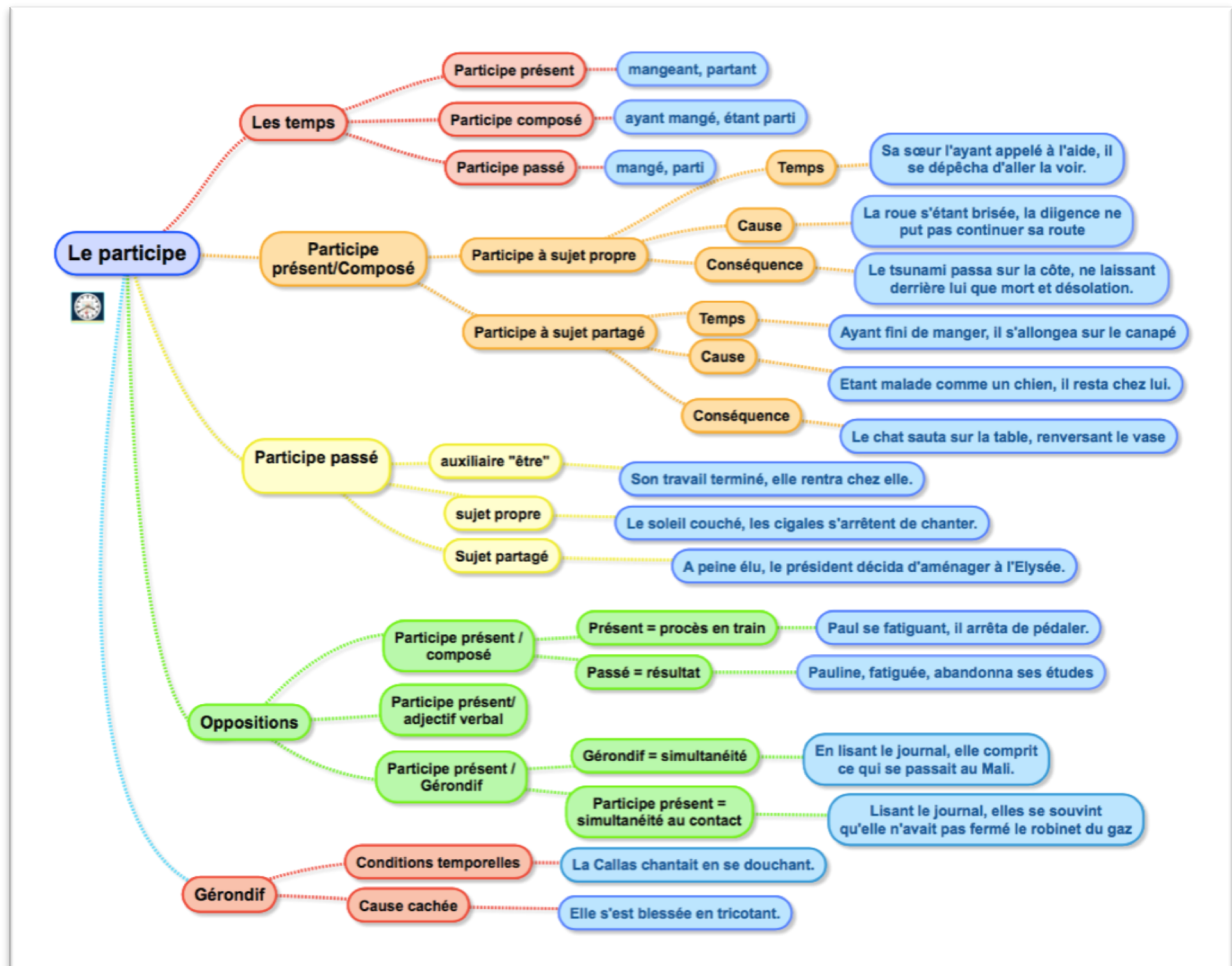 Le participe
Les temps
Participe présent
mangeant, partant
Participe composé
ayant mangé, étant parti
Participe passé
mangé, parti
Participe
présent/Composé
Participe à sujet propre
Temps
Sa sœur l'ayant appelé à l'aide, il
se dépêcha d'aller la voir.
Cause
La roue s'étant brisée, la diigence ne
put pas continuer sa route
Conséquence
Le tsunami passa sur la côte, ne laissant
derrière lui que mort et désolation.
Participe à sujet partagé
Temps
Ayant fini de manger, il s'allongea sur le canapé
Cause
Etant malade comme un chien, il resta chez lui.
Conséquence
Le chat sauta sur la table, renversant le vase
Participe passé
auxiliaire "être"
Son travail terminé, elle rentra chez elle.
sujet propre
Le soleil couché, les cigales s'arrêtent de chanter.
Sujet partagé
A peine élu, le président décida d'aménager à l'Elysée.
Oppositions
Participe présent /
composé
Présent = procès en train
Paul se fatiguant, il arrêta de pédaler.
Passé = résultat
Pauline, fatiguée, abandonna ses études
Participe présent/
adjectif verbal
Participe présent /
Gérondif
Gérondif = simultanéité
En lisant le journal, elle comprit
ce qui se passait au Mali.
Participe présent =
simultanéité au contact
Lisant le journal, elles se souvint
qu'elle n'avait pas fermé le robinet du gaz
Gérondif
Conditions temporelles
La Callas chantait en se douchant.
Cause cachée
Elle s'est blessée en tricotant.